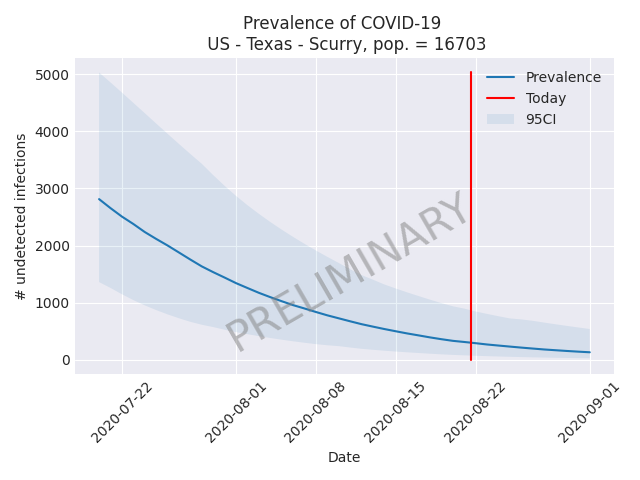 Prevalence of COVID-19
US - Texas - Scurry, pop. = 16703
# undetected infections
5000
4000
3000
2000
1000
0
Prevalence
Today
95CI
PRELIMINARY
2020-07-22
2020-08-01
2020-08-08
2020-08-15
2020-08-22
2020-09-01
Date